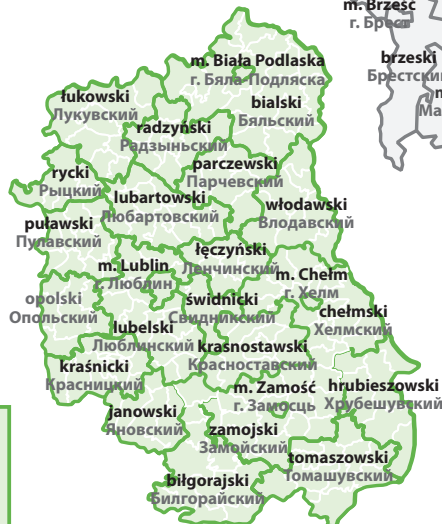 m. Brześć
г. Брест
brzeski
Брестский
m. Biała Podlaska
г. Бяла-Подляска
bialski
Бяльский
łukowski
Лукувский
radzyński
Радзыньский
parczewski
Парчевский
rycki
Рыцкий
lubartowski
Любартовский
włodawski
Влодавский
puławski
Пулавский
łęczyński
Ленчинский
m. Lublin
г. Люблин
m. Chełm
г. Хелм
opolski
Опольский
świdnicki
Свидникский
chełmski
Хелмский
lubelski
Люблинский
krasnostawski
Красноставский
kraśnicki
Красницкий
m. Zamość
г. Замосць
hrubieszowski
Хрубешувский
janowski
Яновский
zamojski
Замойский
tomaszowski
Томашувский
biłgorajski
Билгорайский